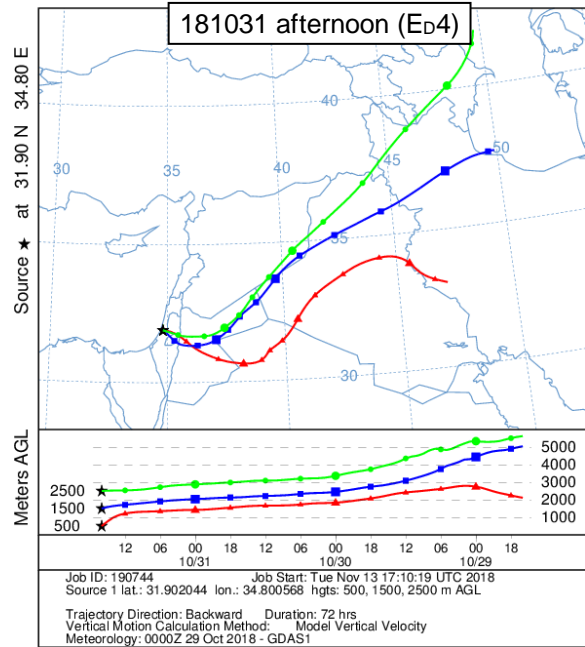 181031 afternoon (ED4)
Source ★ at 31.90 N 34.80 E
30
35
40
45
50
35
30
Meters AGL
2500
1500
500
5000
4000
3000
2000
1000
12 06 00 18 12 06 00 18 12 06 00 18
10/31 10/30 10/29
Job ID: 190744 Job Start: Tue Nov 13 17:10:19 UTC 2018
Source 1 lat.: 31.902044 lon.: 34.800568 hgts: 500, 1500, 2500 m AGL
Trajectory Direction: Backward Duration: 72 hrs
Vertical Motion Calculation Method: Model Vertical Velocity
Meteorology: 0000Z 29 Oct 2018 - GDAS1